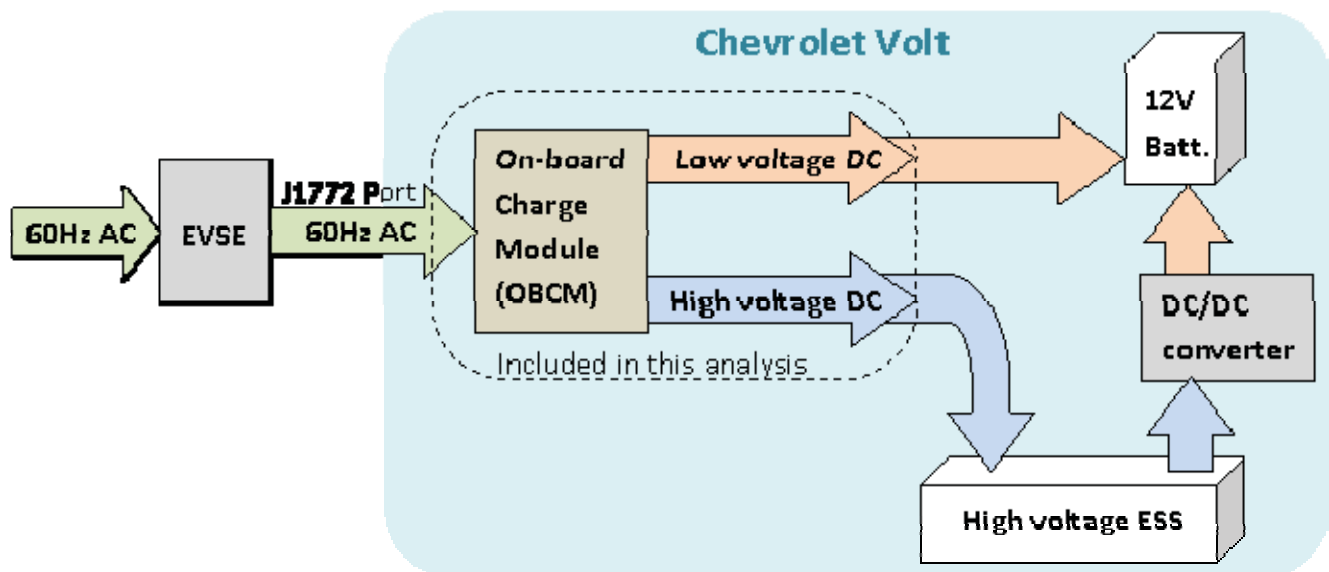 Chevrolet Volt
12V
Batt.
On-board
Charge
Module
(OBCM)
Low voltage DC
J1772 Port
60Hz AC
EVSE
60Hz AC
High voltage DC
DC/DC
converter
Included in this analysis
High voltage ESS